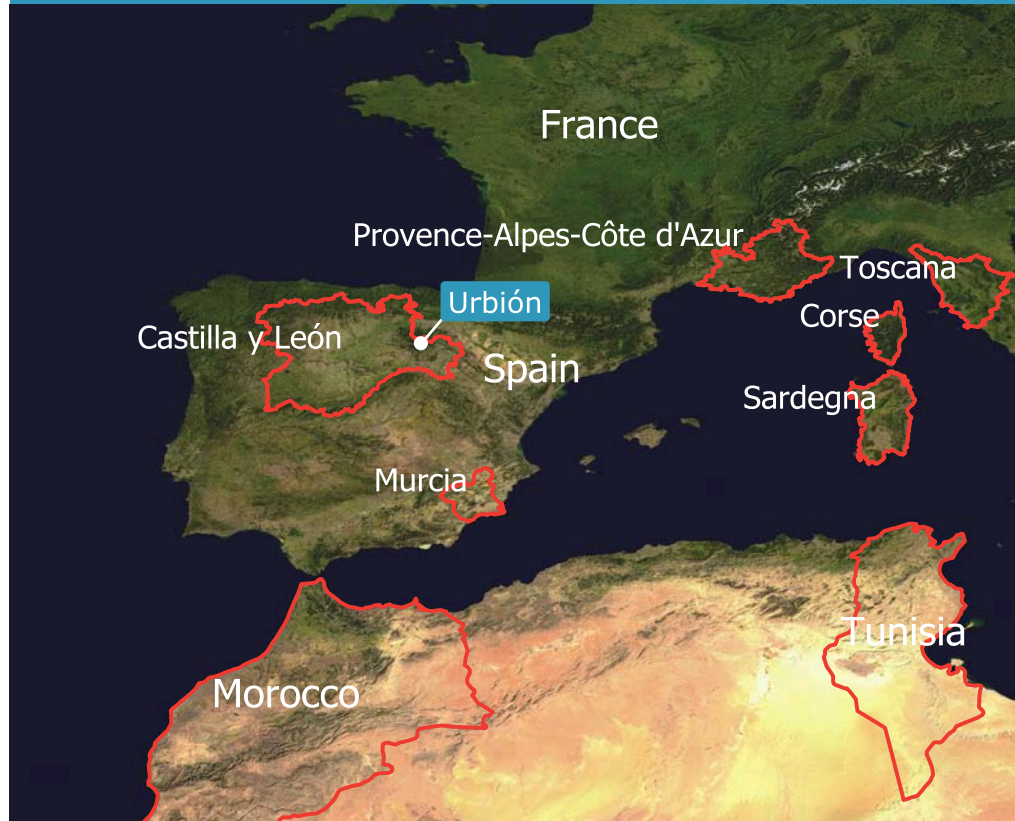 France
Provence-Alpes-Côte d'Azur
Toscana
Urbión
Corse
Castilla y León
Spain
Sardegna
Murcia
Tunisia
Morocco